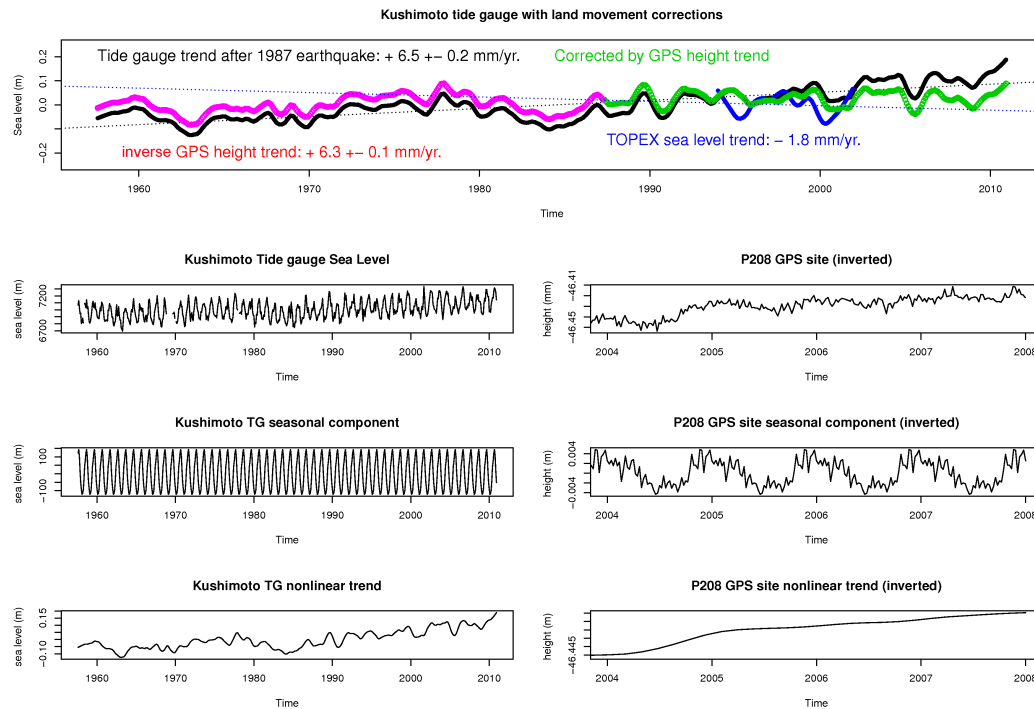 Kushimoto tide gauge with land movement corrections
Tide gauge trend after 1987 earthquake: + 6.5 +− 0.2 mm/yr.
Corrected by GPS height trend
inverse GPS height trend: + 6.3 +− 0.1 mm/yr.
TOPEX sea level trend: − 1.8 mm/yr.
Sea level (m)
0.2
0.1
0.0
−0.2
1960 1970 1980 1990 2000 2010
Time
Kushimoto Tide gauge Sea Level
sea level (m)
7200
6700
1960 1970 1980 1990 2000 2010
Time
P208 GPS site (inverted)
height (mm)
−46.41
−46.45
2004 2005 2006 2007 2008
Time
Kushimoto TG seasonal component
sea level (m)
100
−100
1960 1970 1980 1990 2000 2010
Time
P208 GPS site seasonal component (inverted)
height (m)
0.004
−0.004
2004 2005 2006 2007 2008
Time
Kushimoto TG nonlinear trend
sea level (m)
0.15
−0.10
1960 1970 1980 1990 2000 2010
Time
P208 GPS site nonlinear trend (inverted)
height (m)
−46.445
2004 2005 2006 2007 2008
Time